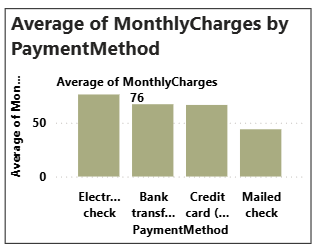 Average of MonthlyCharges by
PaymentMethod
Average of MonthlyCharges
76
Average of Mon...
50
0
Electr...
check
Bank
transf...
Credit
card (...
Mailed
check
PaymentMethod